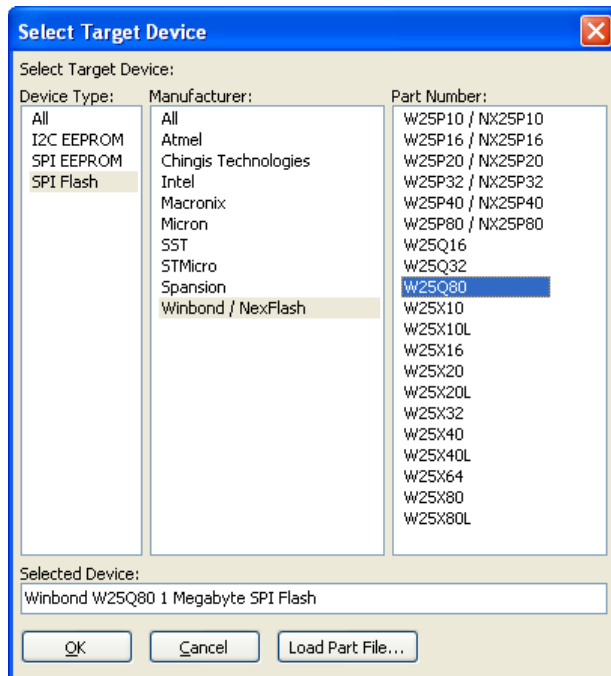 Select Target Device
Select Target Device:
Device Type:
All
I2C EEPROM
SPI EEPROM
SPI Flash
Manufacturer:
All
Atmel
Chingis Technologies
Intel
Macronix
Micron
SST
STMicro
Spansion
Winbond / NexFlash
Part Number:
W25P10 / NX25P10
W25P16 / NX25P16
W25P20 / NX25P20
W25P32 / NX25P32
W25P40 / NX25P40
W25P80 / NX25P80
W25Q16
W25Q32
W25Q80
W25X10
W25X10L
W25X16
W25X20
W25X20L
W25X32
W25X40
W25X40L
W25X64
W25X80
W25X80L
Selected Device:
Winbond W25Q80 1 Megabyte SPI Flash
OK
Cancel
Load Part File...